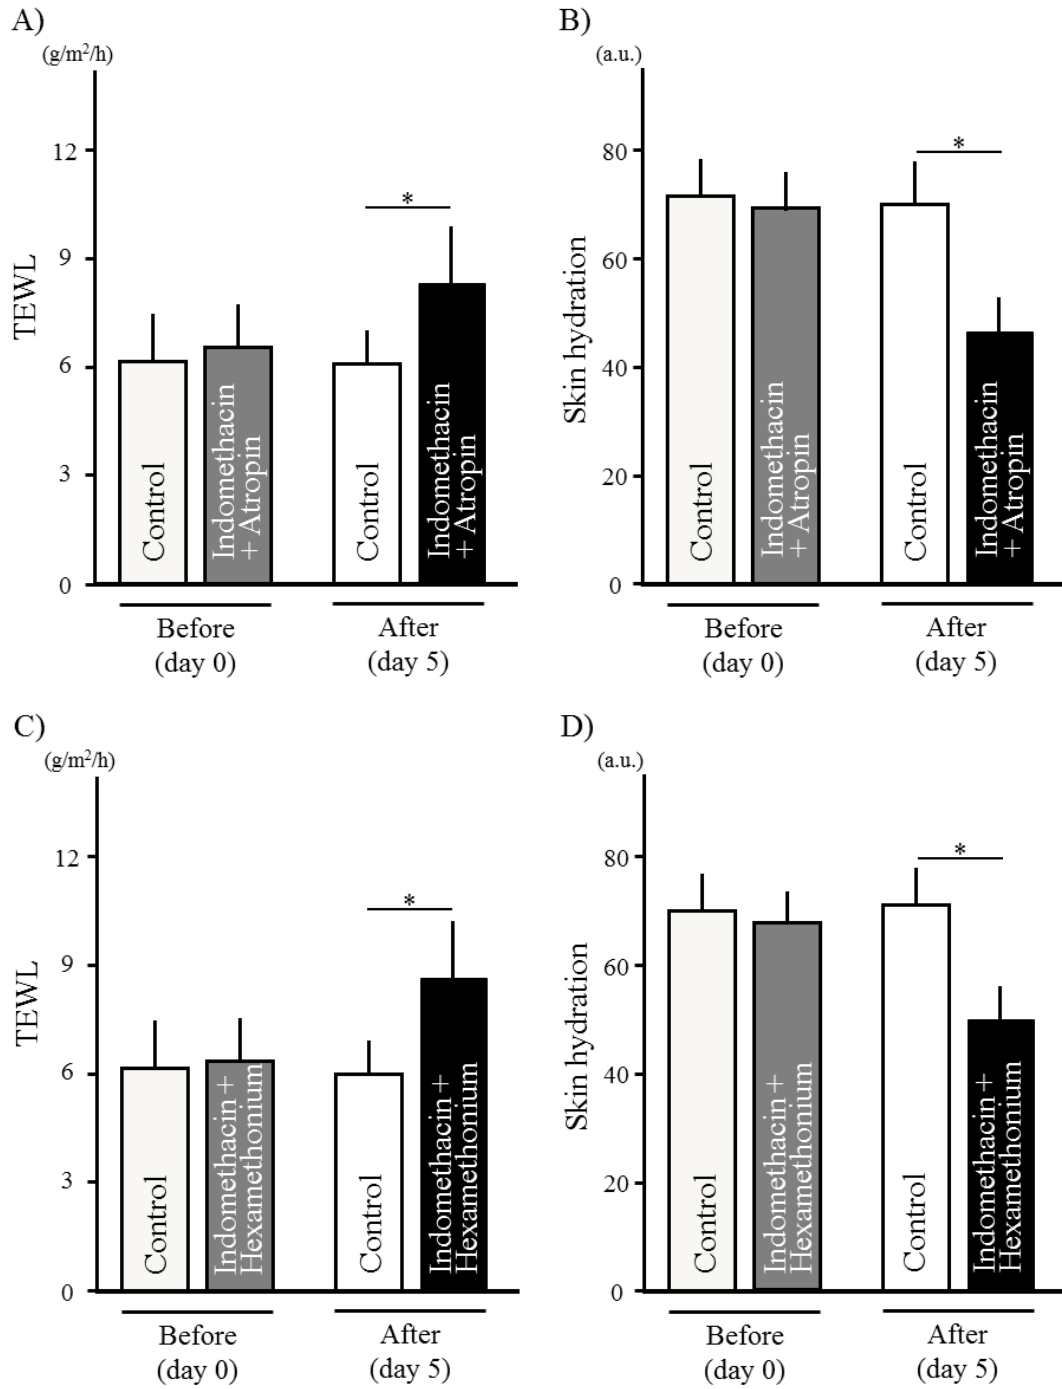 A)
(g/m²/h)
TEWL
12
9
6
3
0
*
Control
Indomethacin
+ Atropin
Control
Indomethacin
+ Atropin
Before
(day 0)
After
(day 5)
B)
(a.u.)
Skin hydration
80
60
40
20
0
*
Control
Indomethacin
+ Atropin
Control
Indomethacin
+ Atropin
Before
(day 0)
After
(day 5)
C)
(g/m²/h)
TEWL
12
9
6
3
0
*
Control
Indomethacin +
Hexamethonium
Control
Indomethacin +
Hexamethonium
Before
(day 0)
After
(day 5)
D)
(a.u.)
Skin hydration
80
60
40
20
0
*
Control
Indomethacin +
Hexamethonium
Control
Indomethacin +
Hexamethonium
Before
(day 0)
After
(day 5)